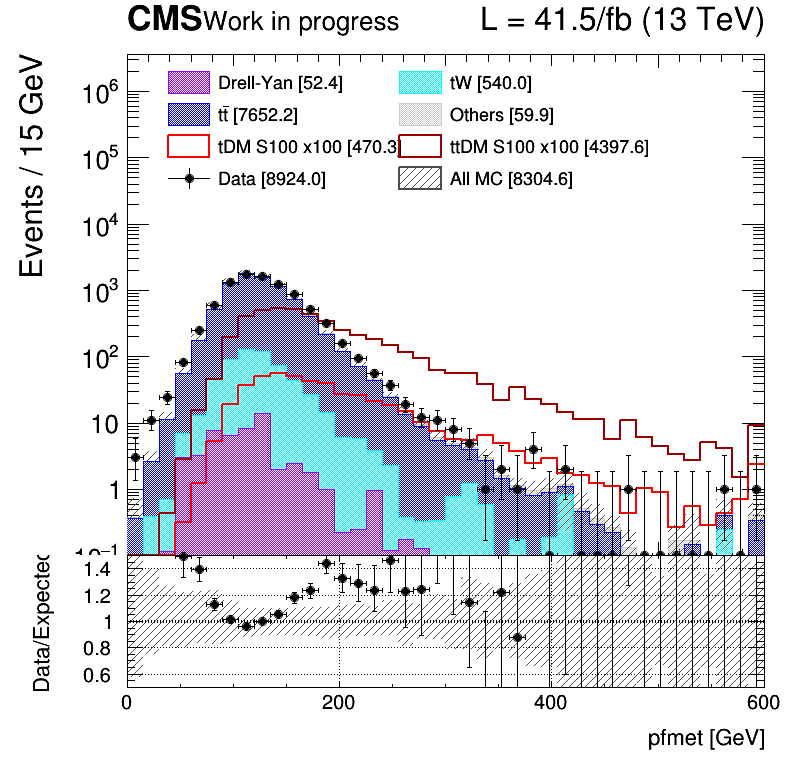 CMS Work in progress L = 41.5/fb (13 TeV)
Events / 15 GeV
Drell-Yan [52.4] tW [540.0]
tt̄ [7652.2] Others [59.9]
tDM S100 x100 [470.3] ttDM S100 x100 [4397.6]
Data [8924.0] All MC [8304.6]
10⁶
10⁵
10⁴
10³
10²
10
1
10⁻¹
Data/Expected
1.4
1.2
1
0.8
0.6
0 200 400 600
pfmet [GeV]